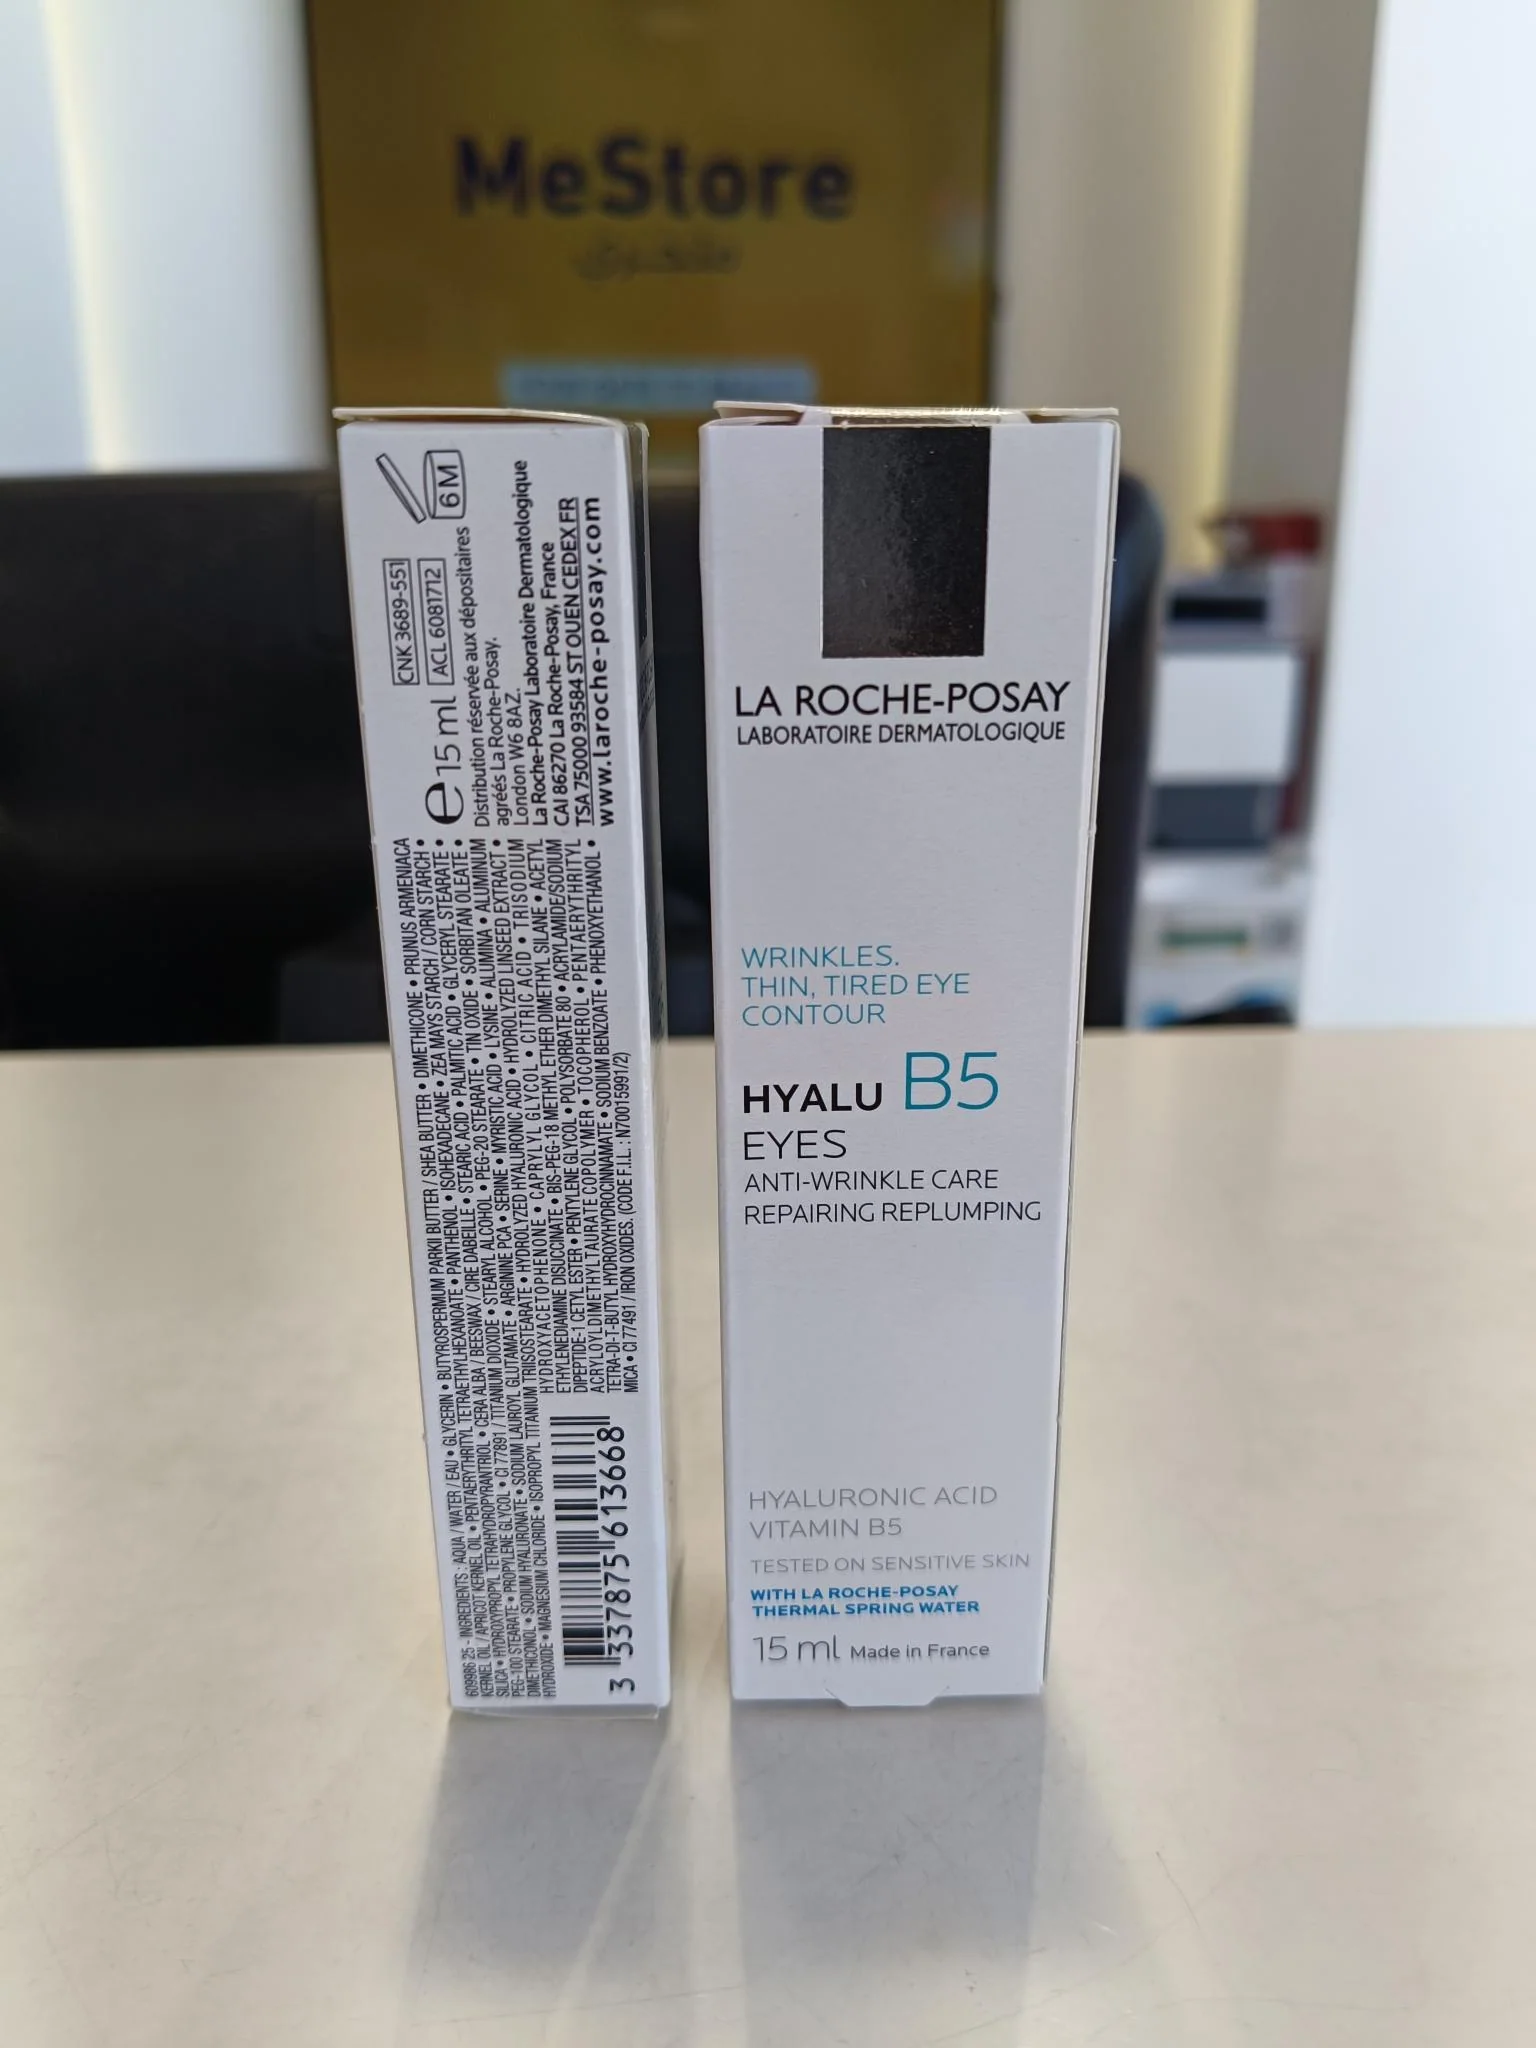 MeStore
6M
CNK 3689-551
ACL 6081712
e 15 ml
Distribution réservée aux dépositaires
agréés La Roche-Posay.
London W6 8AZ.
La Roche-Posay Laboratoire Dermatologique
CAI 86270 La Roche-Posay, France
TSA 75000 93584 ST OUEN CEDEX FR
www.laroche-posay.com
609986 25 - INGREDIENTS : AQUA / WATER / EAU • GLYCERIN • BUTYROSPERMUM PARKII BUTTER / SHEA BUTTER • DIMETHICONE • PRUNUS ARMENIACA
KERNEL OIL / APRICOT KERNEL OIL • PENTAERYTHRITYL TETRAETHYLHEXANOATE • PANTHENOL • ISOHEXADECANE • ZEA MAYS STARCH / CORN STARCH •
SILICA • HYDROXYPROPYL TETRAHYDROPYRANTRIOL • CERA ALBA / BEESWAX / CIRE DABEILLE • STEARIC ACID • PALMITIC ACID • GLYCERYL STEARATE •
PEG-100 STEARATE • PROPYLENE GLYCOL • CI 77891 / TITANIUM DIOXIDE • STEARYL ALCOHOL • PEG-20 STEARATE • TIN OXIDE • SORBITAN OLEATE •
DIMETHICONOL • SODIUM HYALURONATE • SODIUM LAUROYL GLUTAMATE • ARGININE PCA • SERINE • MYRISTIC ACID • LYSINE • ALUMINA • ALUMINUM
HYDROXIDE • MAGNESIUM CHLORIDE • ISOPROPYL TITANIUM TRIISOSTEARATE • HYDROLYZED HYALURONIC ACID • HYDROLYZED LINSEED EXTRACT •
HYDROXYACETOPHENONE • CAPRYLYL GLYCOL • CITRIC ACID • TRISODIUM
ETHYLENEDIAMINE DISUCCINATE • BIS-PEG-18 METHYL ETHER DIMETHYL SILANE • ACETYL
DIPEPTIDE-1 CETYL ESTER • PENTYLENE GLYCOL • POLYSORBATE 80 • ACRYLAMIDE/SODIUM
ACRYLOYLDIMETHYLTAURATE COPOLYMER • TOCOPHEROL • PENTAERYTHRITYL
TETRA-DI-T-BUTYL HYDROXYHYDROCINNAMATE • SODIUM BENZOATE • PHENOXYETHANOL •
MICA • CI 77491 / IRON OXIDES. (CODE F.I.L. : N70015991/2)
3 337875 613668
LA ROCHE-POSAY
LABORATOIRE DERMATOLOGIQUE
WRINKLES.
THIN, TIRED EYE
CONTOUR
HYALU B5
EYES
ANTI-WRINKLE CARE
REPAIRING REPLUMPING
HYALURONIC ACID
VITAMIN B5
TESTED ON SENSITIVE SKIN
WITH LA ROCHE-POSAY
THERMAL SPRING WATER
15 ml Made in France